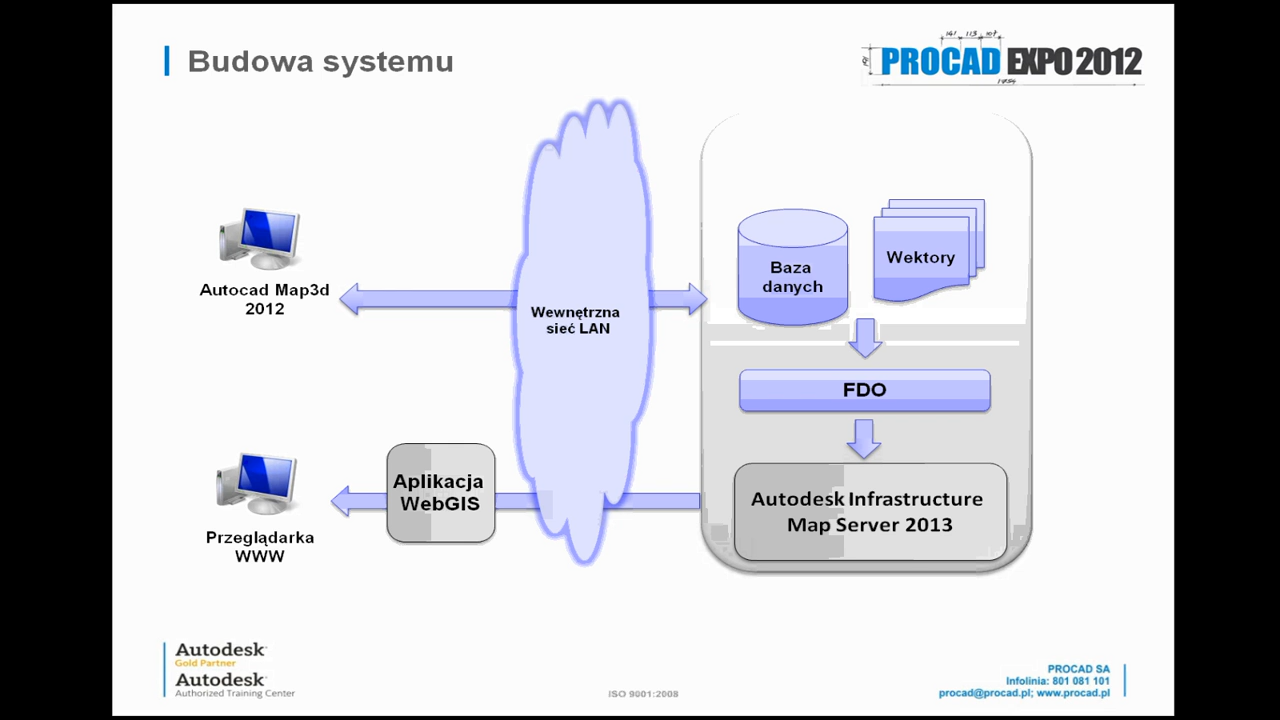 Budowa systemu
PROCAD EXPO 2012
Autocad Map3d
2012
Wewnętrzna
sieć LAN
Baza
danych
Wektory
FDO
Autodesk Infrastructure
Map Server 2013
Aplikacja
WebGIS
Przeglądarka
WWW
Autodesk
Gold Partner
Autodesk
Authorized Training Center
ISO 9001:2008
PROCAD SA
Infolinia: 801 081 101
procad@procad.pl; www.procad.pl